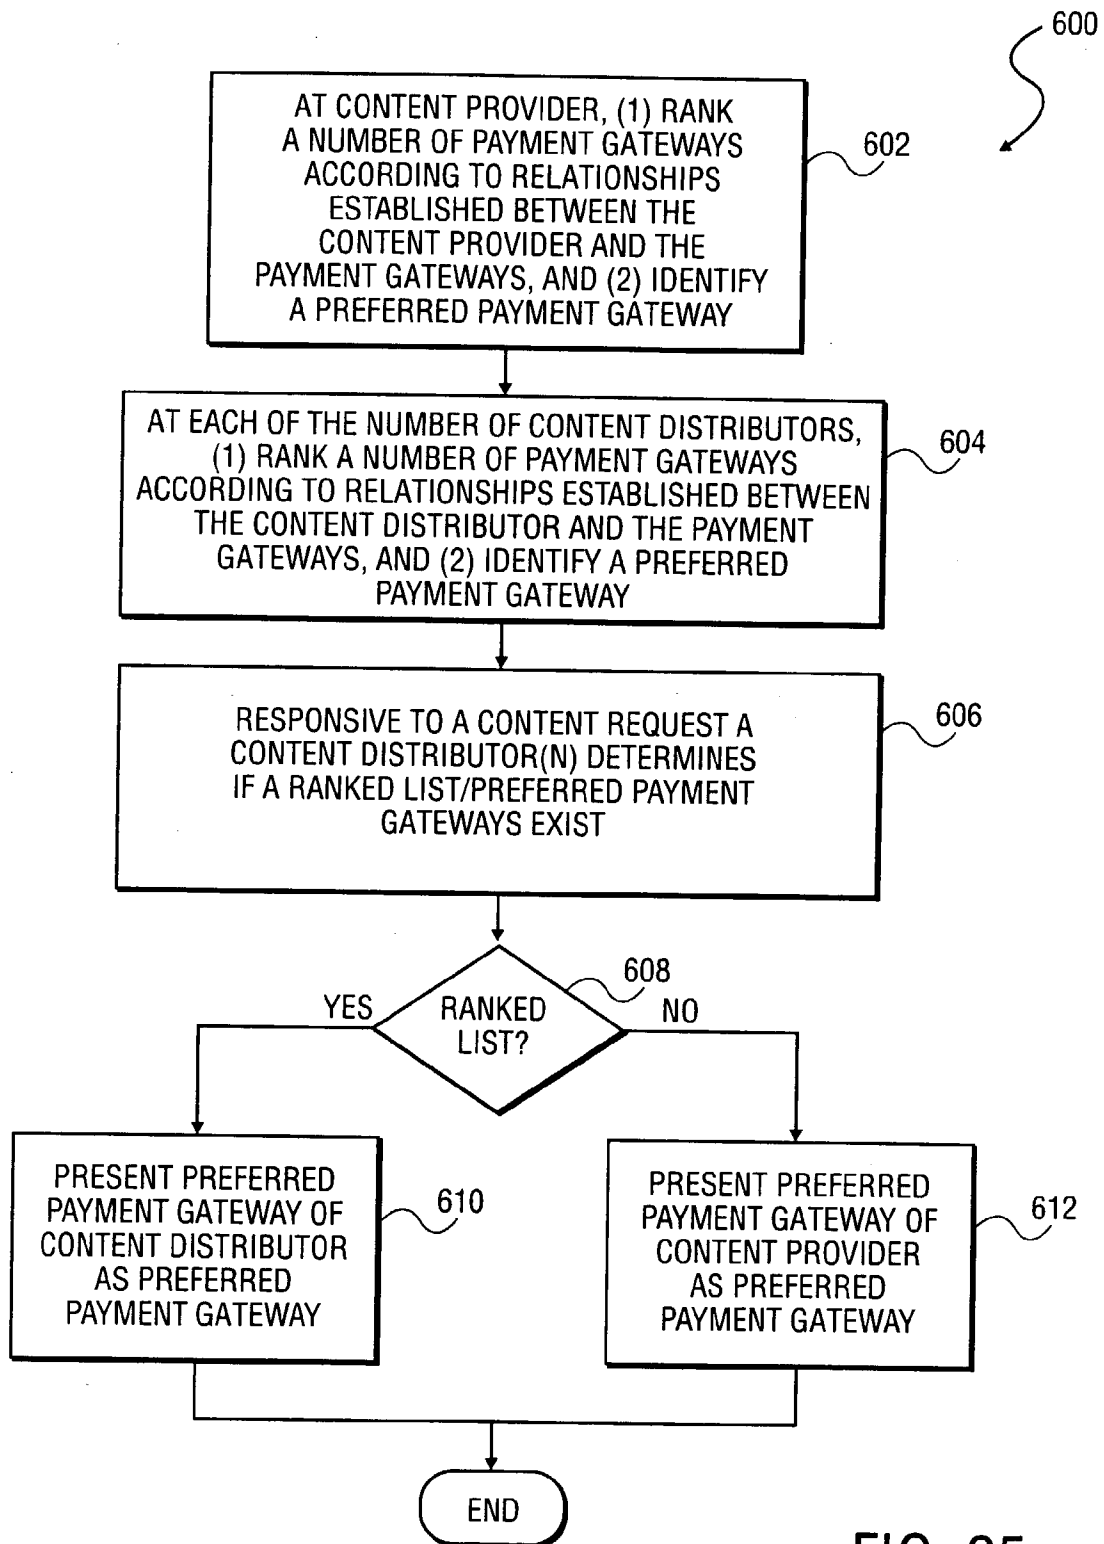 600
AT CONTENT PROVIDER, (1) RANK
A NUMBER OF PAYMENT GATEWAYS
ACCORDING TO RELATIONSHIPS
ESTABLISHED BETWEEN THE
CONTENT PROVIDER AND THE
PAYMENT GATEWAYS, AND (2) IDENTIFY
A PREFERRED PAYMENT GATEWAY
602
AT EACH OF THE NUMBER OF CONTENT DISTRIBUTORS,
(1) RANK A NUMBER OF PAYMENT GATEWAYS
ACCORDING TO RELATIONSHIPS ESTABLISHED BETWEEN
THE CONTENT DISTRIBUTOR AND THE PAYMENT
GATEWAYS, AND (2) IDENTIFY A PREFERRED
PAYMENT GATEWAY
604
RESPONSIVE TO A CONTENT REQUEST A
CONTENT DISTRIBUTOR(N) DETERMINES
IF A RANKED LIST/PREFERRED PAYMENT
GATEWAYS EXIST
606
608
YES
RANKED
LIST?
NO
PRESENT PREFERRED
PAYMENT GATEWAY OF
CONTENT DISTRIBUTOR
AS PREFERRED
PAYMENT GATEWAY
610
PRESENT PREFERRED
PAYMENT GATEWAY OF
CONTENT PROVIDER
AS PREFERRED
PAYMENT GATEWAY
612
END